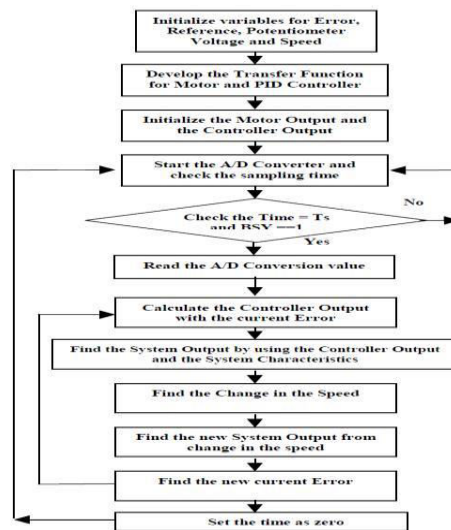 Initialize variables for Error,
Reference, Potentiometer
Voltage and Speed
Develop the Transfer Function
for Motor and PID Controller
Initialize the Motor Output and
the Controller Output
Start the A/D Converter and
check the sampling time
No
Check the Time = Ts
and BSY ==1
Yes
Read the A/D Conversion value
Calculate the Controller Output
with the current Error
Find the System Output by using the Controller Output
and the System Characteristics
Find the Change in the Speed
Find the new System Output from
change in the speed
Find the new current Error
Set the time as zero